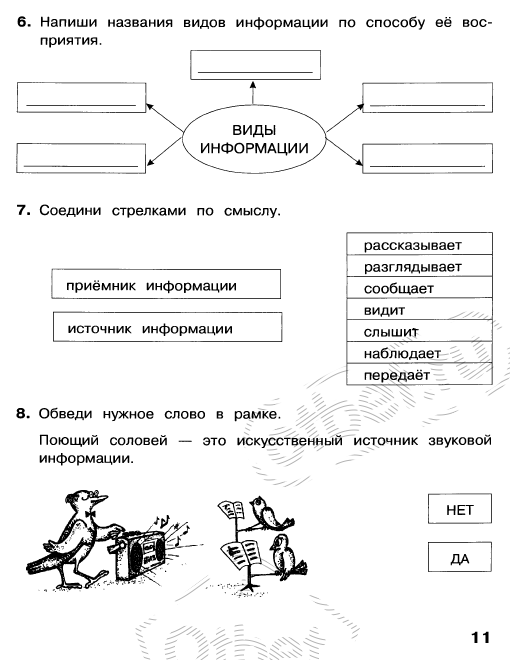 6. Напиши названия видов информации по способу её вос-
приятия.
ВИДЫ
ИНФОРМАЦИИ
7. Соедини стрелками по смыслу.
приёмник информации
источник информации
рассказывает
разглядывает
сообщает
видит
слышит
наблюдает
передаёт
8. Обведи нужное слово в рамке.
Поющий соловей — это искусственный источник звуковой
информации.
НЕТ
ДА
11